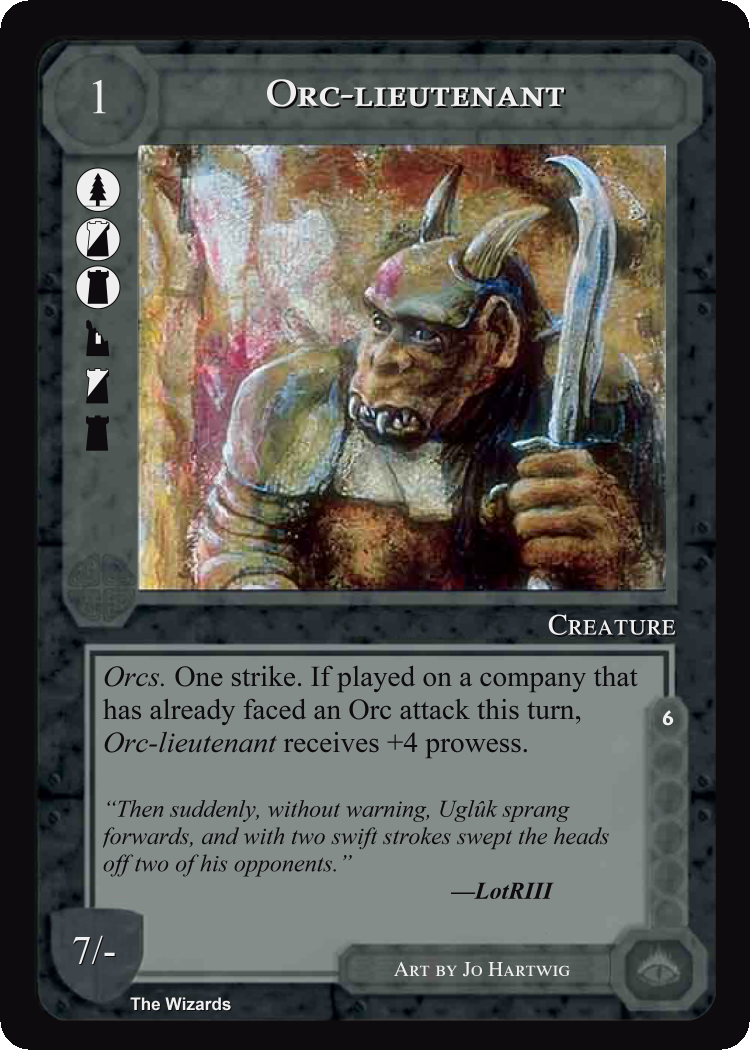 1
Orc-lieutenant
Creature
Orcs. One strike. If played on a company that
has already faced an Orc attack this turn,
Orc-lieutenant receives +4 prowess.
6
“Then suddenly, without warning, Uglûk sprang
forwards, and with two swift strokes swept the heads
off two of his opponents.”
—LotRIII
7/-
Art by Jo Hartwig
The Wizards